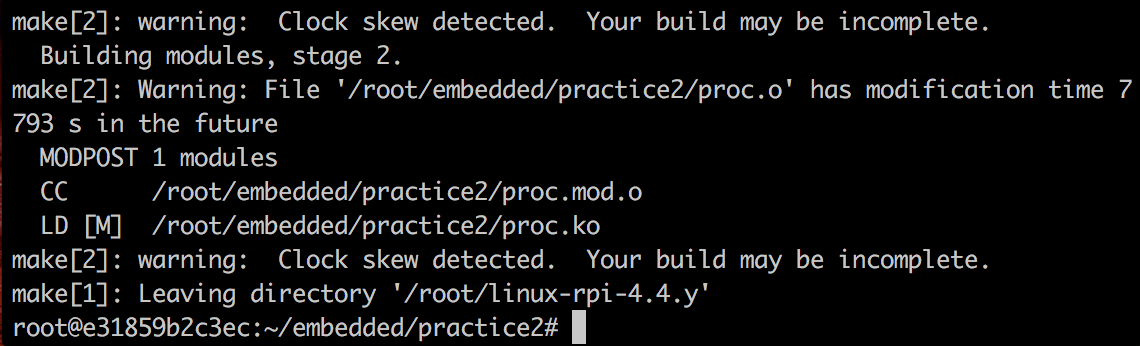 make[2]: warning:  Clock skew detected.  Your build may be incomplete.
  Building modules, stage 2.
make[2]: Warning: File '/root/embedded/practice2/proc.o' has modification time 7
793 s in the future
  MODPOST 1 modules
  CC      /root/embedded/practice2/proc.mod.o
  LD [M]  /root/embedded/practice2/proc.ko
make[2]: warning:  Clock skew detected.  Your build may be incomplete.
make[1]: Leaving directory '/root/linux-rpi-4.4.y'
root@e31859b2c3ec:~/embedded/practice2#